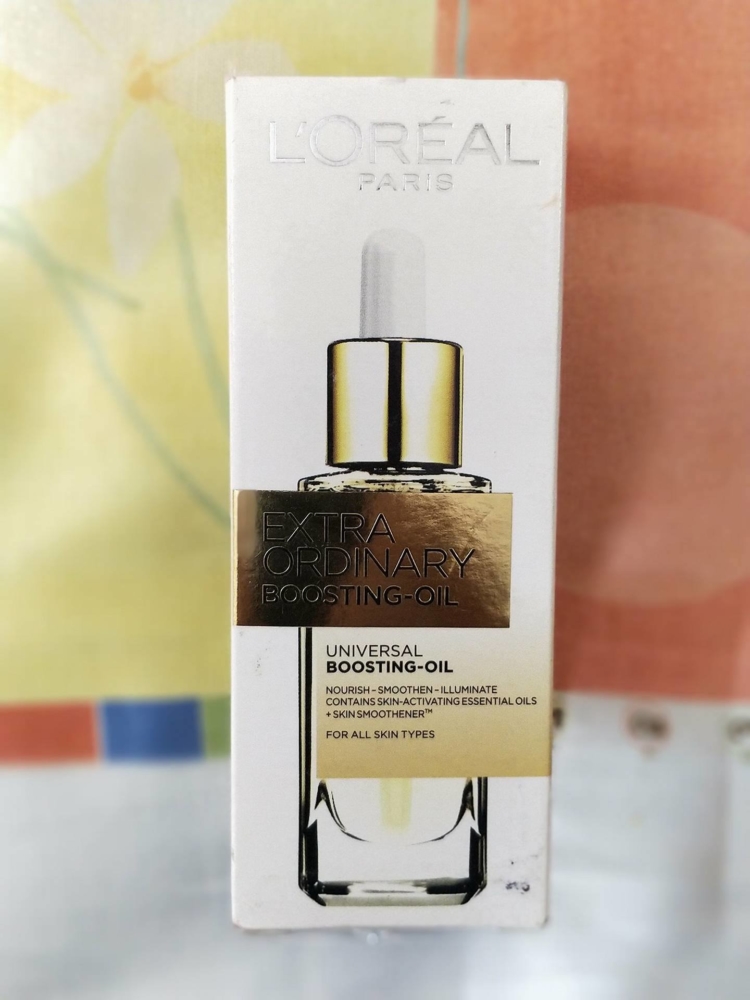 L'ORÉAL
PARIS
EXTRA
ORDINARY
BOOSTING-OIL
UNIVERSAL
BOOSTING-OIL
NOURISH - SMOOTHEN - ILLUMINATE
CONTAINS SKIN-ACTIVATING ESSENTIAL OILS
+ SKIN SMOOTHENER™
FOR ALL SKIN TYPES